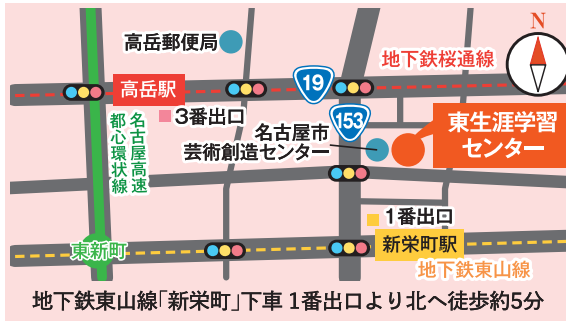 高岳郵便局
N
地下鉄桜通線
19
高岳駅
3番出口
153
名古屋市
芸術創造センター
東生涯学習
センター
名古屋高速
都心環状線
1番出口
新栄町駅
東新町
地下鉄東山線
地下鉄東山線「新栄町」下車 1番出口より北へ徒歩約5分